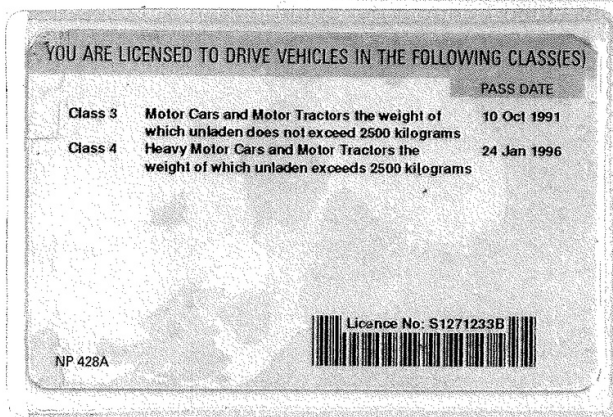 YOU ARE LICENSED TO DRIVE VEHICLES IN THE FOLLOWING CLASS(ES)
PASS DATE
Class 3 Motor Cars and Motor Tractors the weight of 10 Oct 1991
which unladen does not exceed 2500 kilograms
Class 4 Heavy Motor Cars and Motor Tractors the 24 Jan 1996
weight of which unladen exceeds 2500 kilograms
Licence No: S1271233B
NP 428A